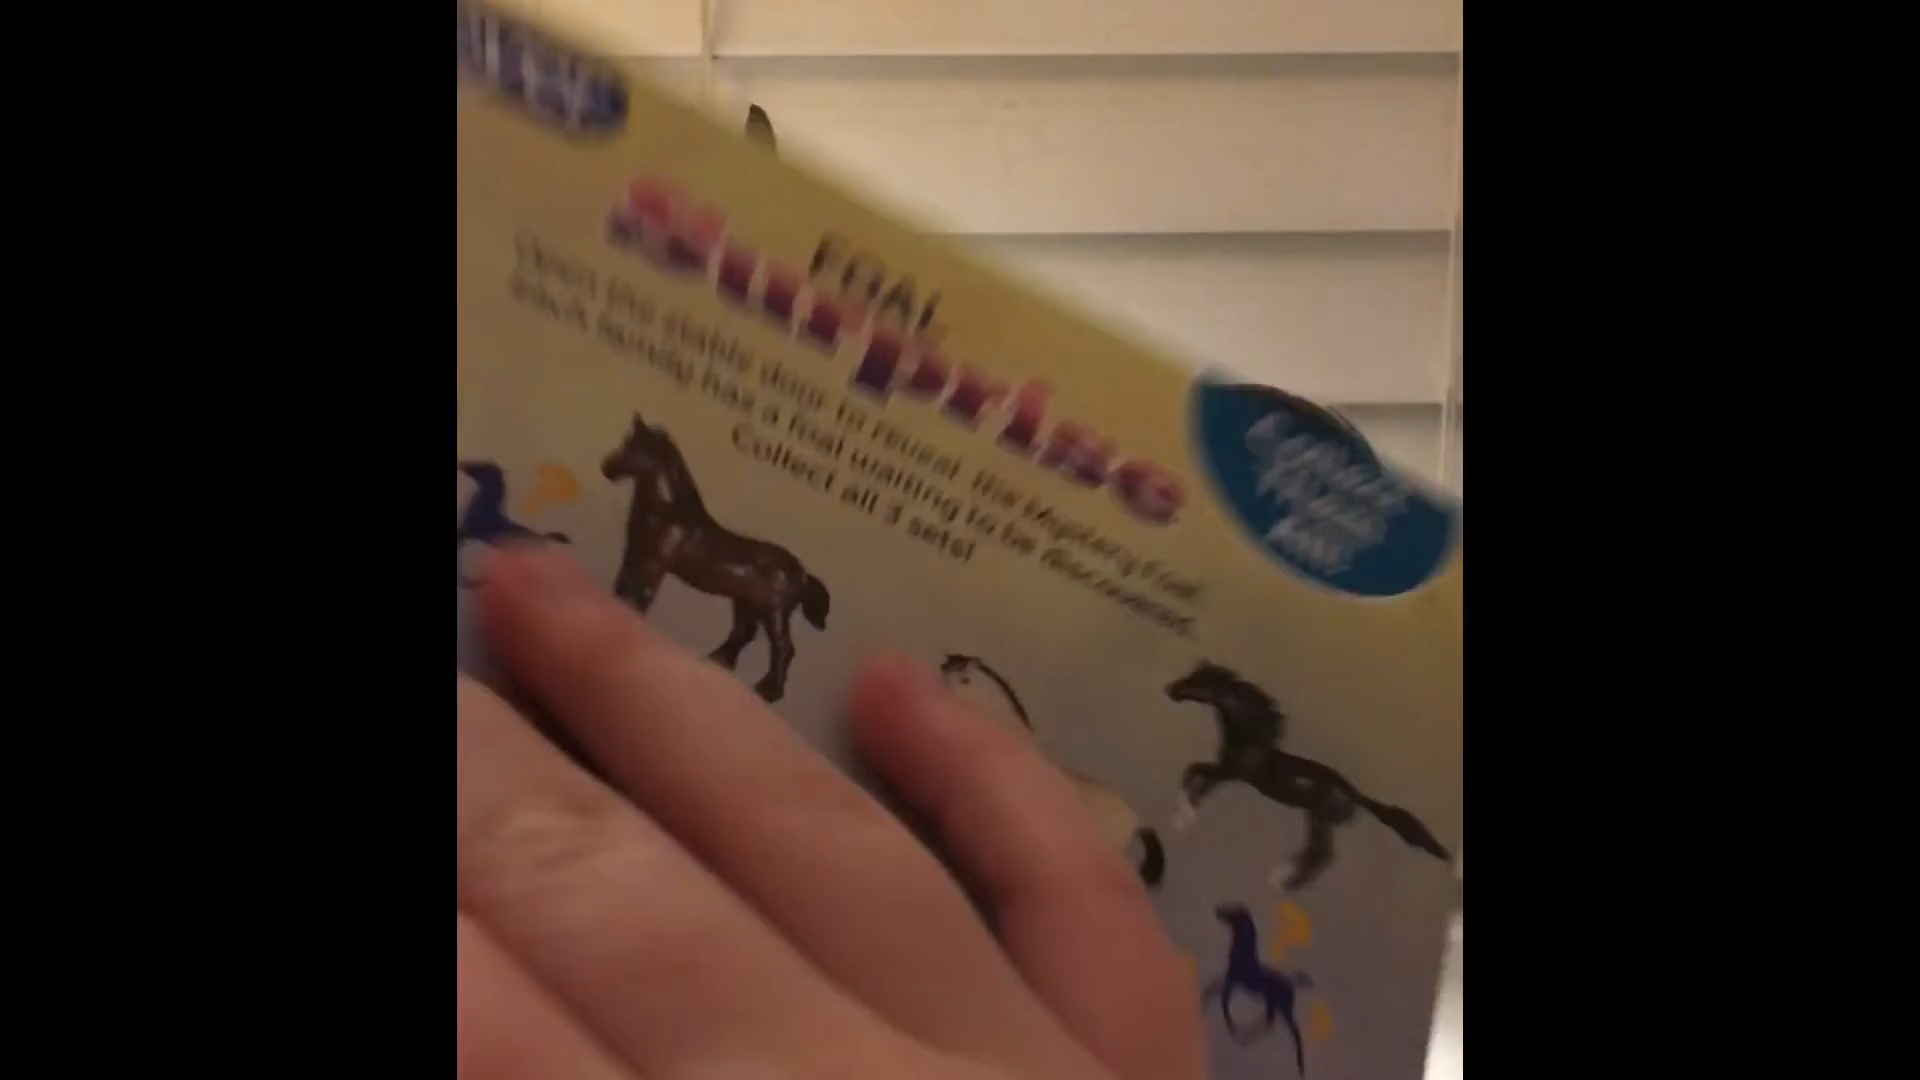 FOAL
Surprise
Open the stable door to reveal the Mystery Foal.
Each family has a foal waiting to be discovered.
Collect all 3 sets!